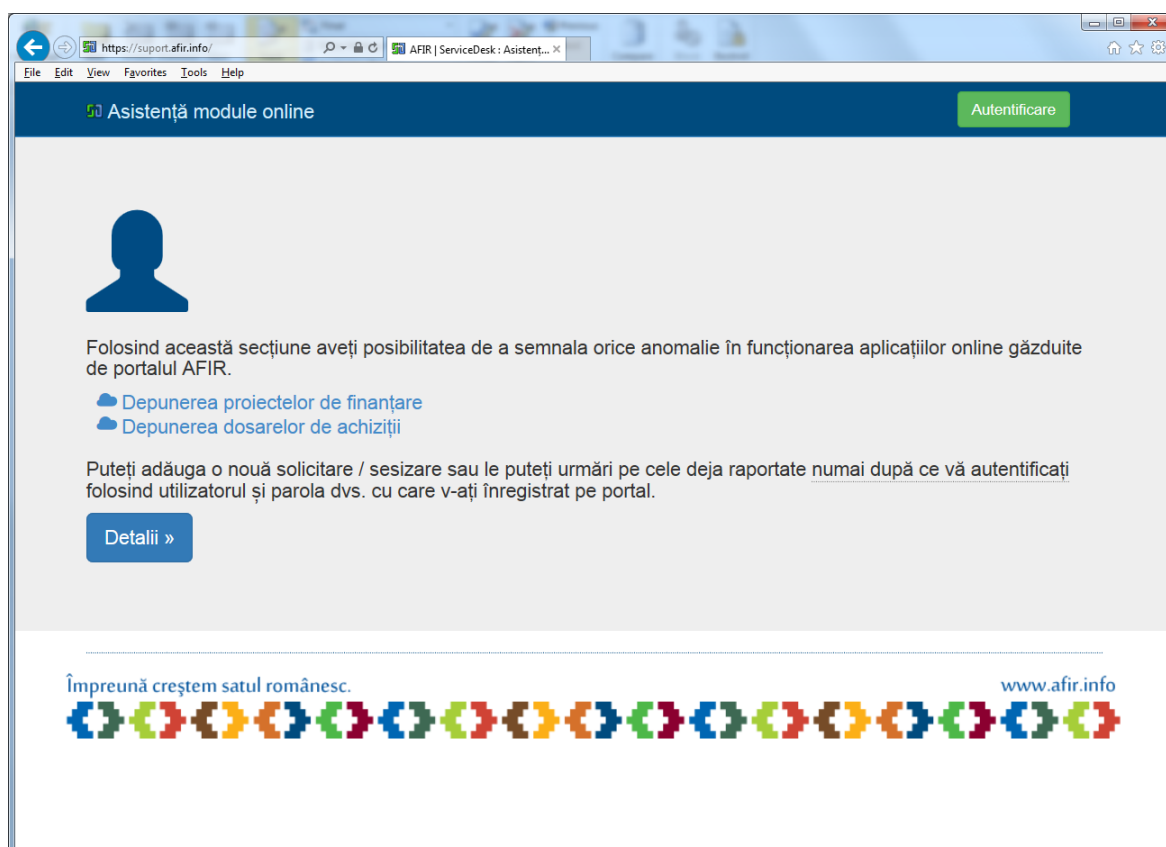 https://suport.afir.info/
AFIR | ServiceDesk : Asistenț...
File Edit View Favorites Tools Help
Asistență module online
Autentificare
Folosind această secțiune aveți posibilitatea de a semnala orice anomalie în funcționarea aplicațiilor online găzduite
de portalul AFIR.
Depunerea proiectelor de finanțare
Depunerea dosarelor de achiziții
Puteți adăuga o nouă solicitare / sesizare sau le puteți urmări pe cele deja raportate numai după ce vă autentificați
folosind utilizatorul și parola dvs. cu care v-ați înregistrat pe portal.
Detalii »
Împreună creştem satul românesc.
www.afir.info